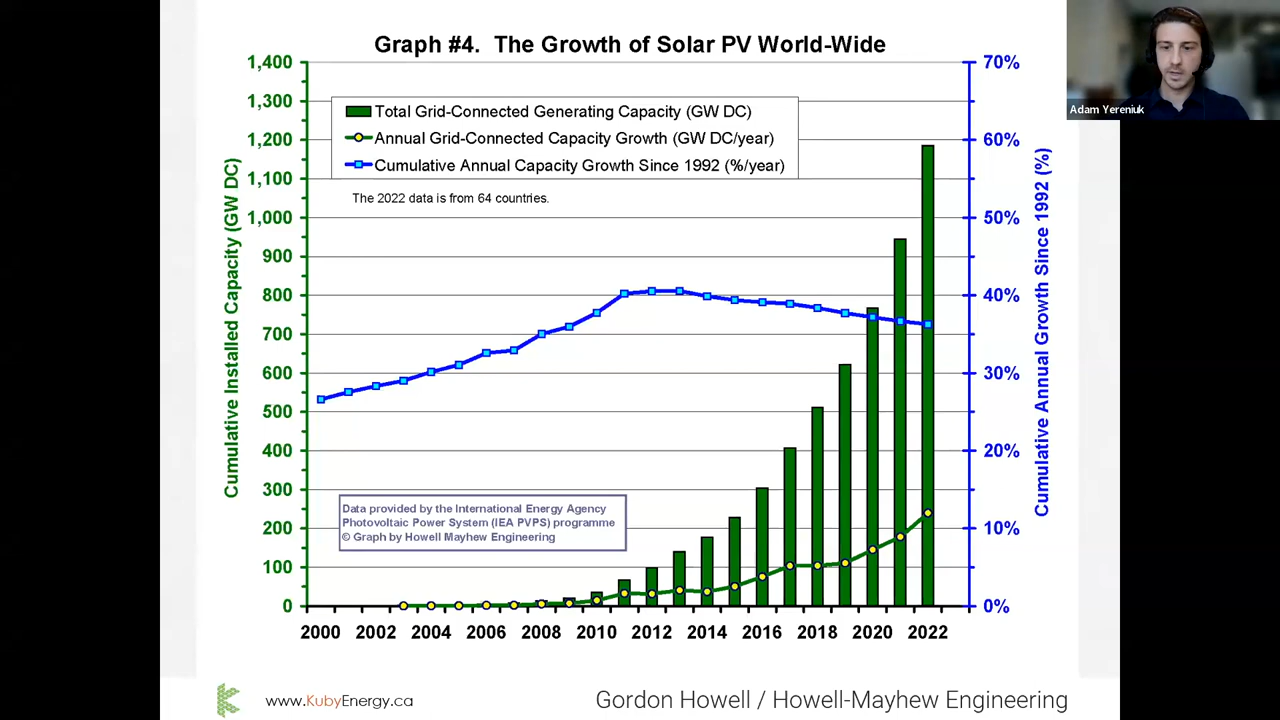 Graph #4.  The Growth of Solar PV World-Wide
1,400
1,300
1,200
1,100
1,000
900
800
700
600
500
400
300
200
100
0
Cumulative Installed Capacity (GW DC)
Total Grid-Connected Generating Capacity (GW DC)
Annual Grid-Connected Capacity Growth (GW DC/year)
Cumulative Annual Capacity Growth Since 1992 (%/year)
The 2022 data is from 64 countries.
Data provided by the International Energy Agency
Photovoltaic Power System (IEA PVPS) programme
© Graph by Howell Mayhew Engineering
70%
60%
50%
40%
30%
20%
10%
0%
Cumulative Annual Growth Since 1992 (%)
2000 2002 2004 2006 2008 2010 2012 2014 2016 2018 2020 2022
Adam Yereniuk
www.KubyEnergy.ca
Gordon Howell / Howell-Mayhew Engineering